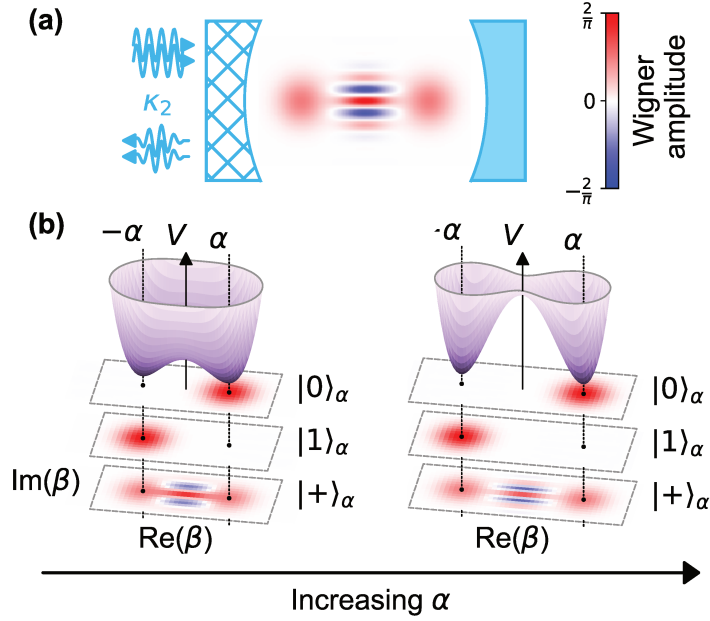 (a)
κ₂
2/π
0
−2/π
Wigner
amplitude
(b)
−α V α
-α V α
|0⟩α
|1⟩α
|+⟩α
|0⟩α
|1⟩α
|+⟩α
Im(β)
Re(β)
Re(β)
Increasing α